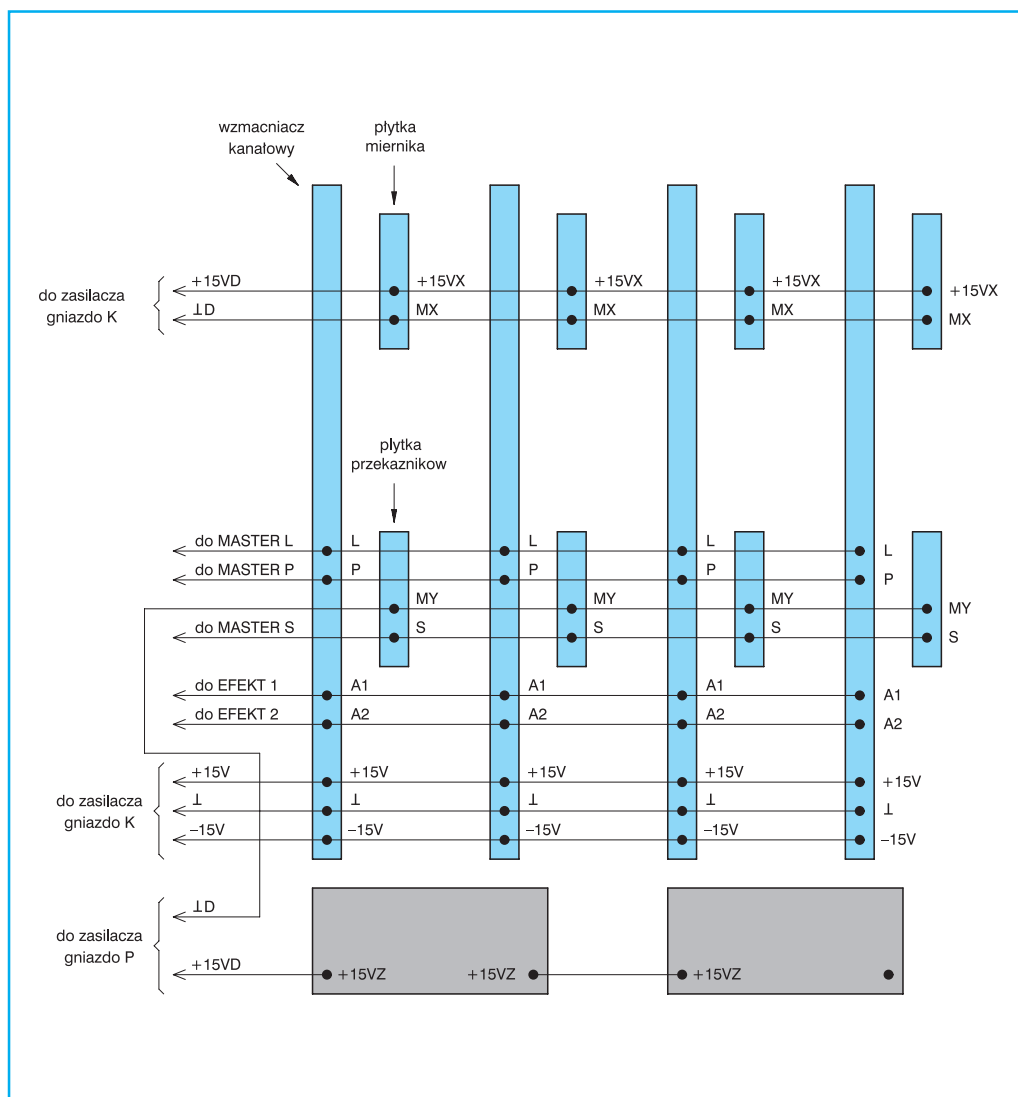 wzmacniacz
kanałowy
płytka
miernika
do zasilacza
gniazdo K
+15VD
+15VX
+15VX
+15VX
+15VX
⊥D
MX
MX
MX
MX
płytka
przekaznikow
do MASTER L
L
L
L
L
do MASTER P
P
P
P
P
MY
MY
MY
MY
do MASTER S
S
S
S
S
do EFEKT 1
A1
A1
A1
A1
do EFEKT 2
A2
A2
A2
A2
do zasilacza
gniazdo K
+15V
+15V
+15V
+15V
+15V
⊥
⊥
⊥
⊥
⊥
–15V
–15V
–15V
–15V
–15V
do zasilacza
gniazdo P
⊥D
+15VD
+15VZ
+15VZ
+15VZ